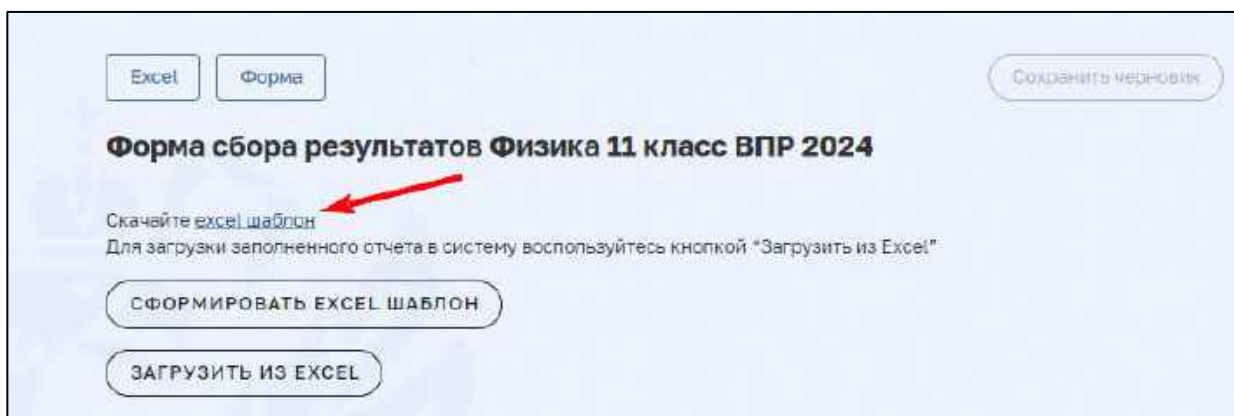 Excel Форма Сохранить черновик
Форма сбора результатов Физика 11 класс ВПР 2024
Скачайте excel шаблон
Для загрузки заполненного отчета в систему воспользуйтесь кнопкой "Загрузить из Excel"
СФОРМИРОВАТЬ EXCEL ШАБЛОН
ЗАГРУЗИТЬ ИЗ EXCEL